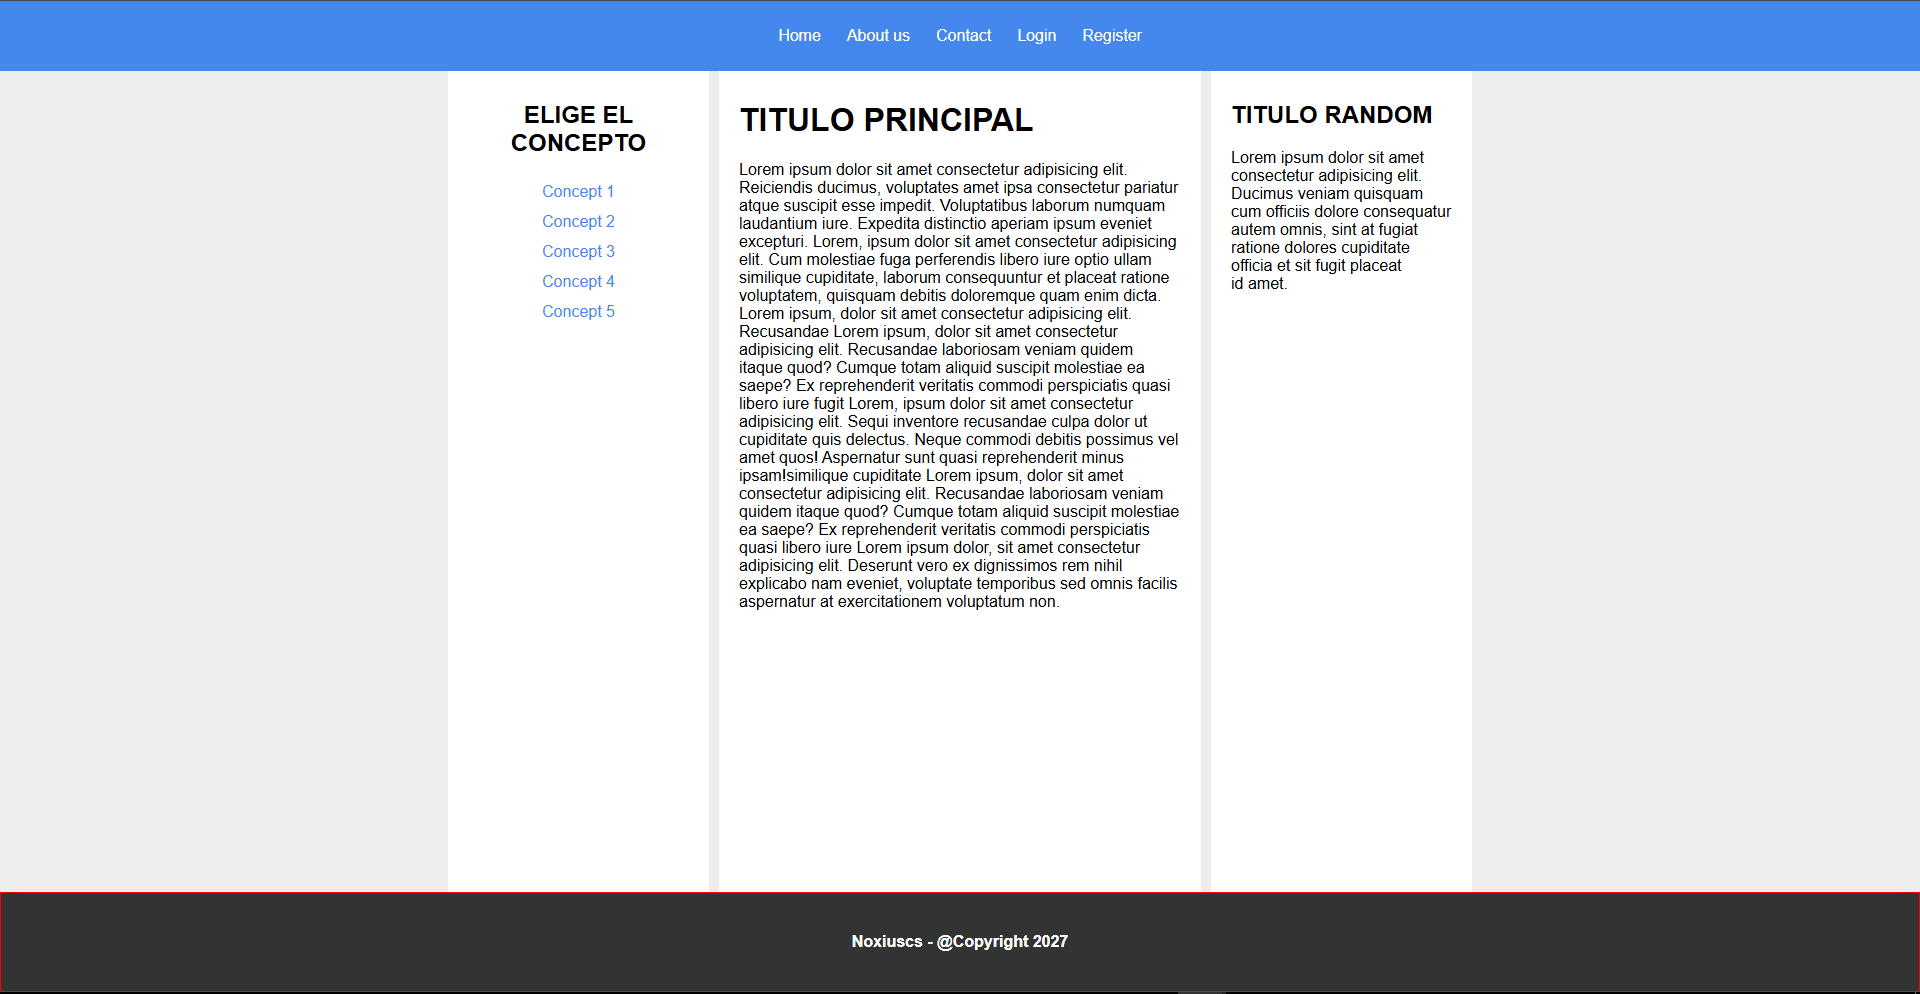 Home About us Contact Login Register
ELIGE EL
CONCEPTO
Concept 1
Concept 2
Concept 3
Concept 4
Concept 5
TITULO PRINCIPAL
Lorem ipsum dolor sit amet consectetur adipisicing elit.
Reiciendis ducimus, voluptates amet ipsa consectetur pariatur
atque suscipit esse impedit. Voluptatibus laborum numquam
laudantium iure. Expedita distinctio aperiam ipsum eveniet
excepturi. Lorem, ipsum dolor sit amet consectetur adipisicing
elit. Cum molestiae fuga perferendis libero iure optio ullam
similique cupiditate, laborum consequuntur et placeat ratione
voluptatem, quisquam debitis doloremque quam enim dicta.
Lorem ipsum, dolor sit amet consectetur adipisicing elit.
Recusandae Lorem ipsum, dolor sit amet consectetur
adipisicing elit. Recusandae laboriosam veniam quidem
itaque quod? Cumque totam aliquid suscipit molestiae ea
saepe? Ex reprehenderit veritatis commodi perspiciatis quasi
libero iure fugit Lorem, ipsum dolor sit amet consectetur
adipisicing elit. Sequi inventore recusandae culpa dolor ut
cupiditate quis delectus. Neque commodi debitis possimus vel
amet quos! Aspernatur sunt quasi reprehenderit minus
ipsam!similique cupiditate Lorem ipsum, dolor sit amet
consectetur adipisicing elit. Recusandae laboriosam veniam
quidem itaque quod? Cumque totam aliquid suscipit molestiae
ea saepe? Ex reprehenderit veritatis commodi perspiciatis
quasi libero iure Lorem ipsum dolor, sit amet consectetur
adipisicing elit. Deserunt vero ex dignissimos rem nihil
explicabo nam eveniet, voluptate temporibus sed omnis facilis
aspernatur at exercitationem voluptatum non.
TITULO RANDOM
Lorem ipsum dolor sit amet
consectetur adipisicing elit.
Ducimus veniam quisquam
cum officiis dolore consequatur
autem omnis, sint at fugiat
ratione dolores cupiditate
officia et sit fugit placeat
id amet.
Noxiuscs - @Copyright 2027